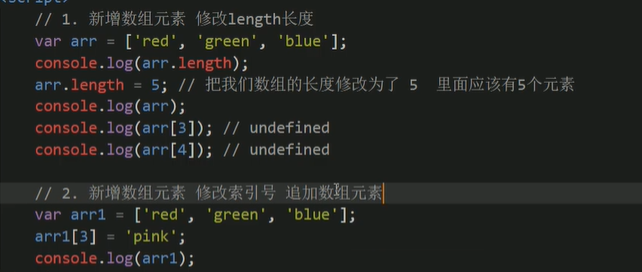 <script>
// 1. 新增数组元素 修改length长度
var arr = ['red', 'green', 'blue'];
console.log(arr.length);
arr.length = 5; // 把我们数组的长度修改为了 5  里面应该有5个元素
console.log(arr);
console.log(arr[3]); // undefined
console.log(arr[4]); // undefined
// 2. 新增数组元素 修改索引号 追加数组元素
var arr1 = ['red', 'green', 'blue'];
arr1[3] = 'pink';
console.log(arr1);